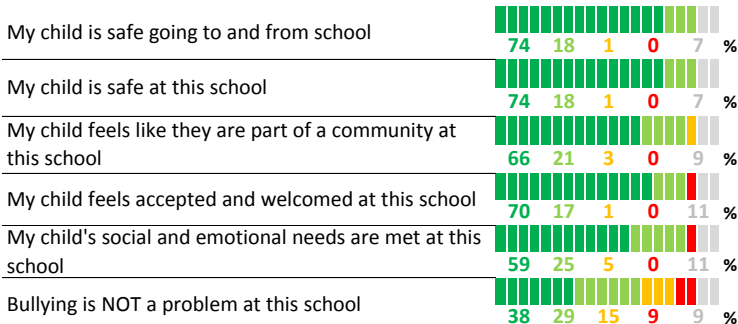 My child is safe going to and from school
74 18 1 0 7 %
My child is safe at this school
74 18 1 0 7 %
My child feels like they are part of a community at
this school
66 21 3 0 9 %
My child feels accepted and welcomed at this school
70 17 1 0 11 %
My child's social and emotional needs are met at this
school
59 25 5 0 11 %
Bullying is NOT a problem at this school
38 29 15 9 9 %